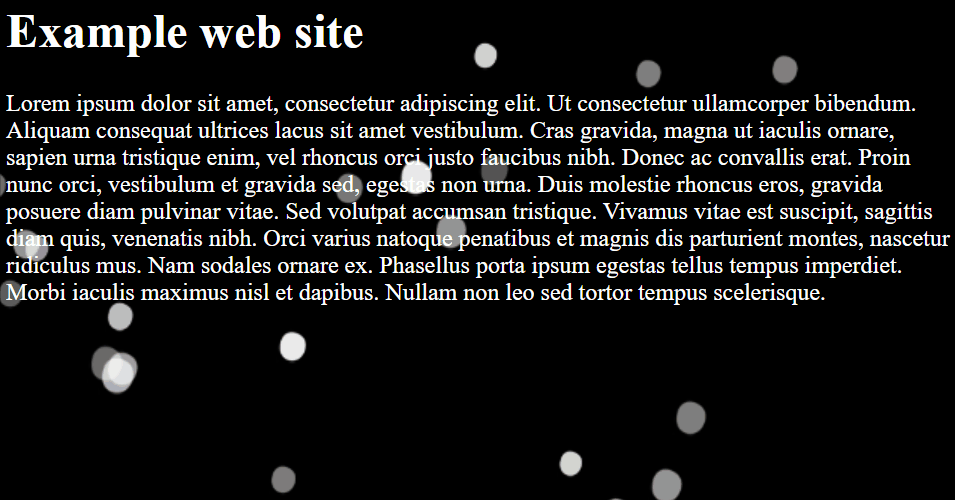 Example web site
Lorem ipsum dolor sit amet, consectetur adipiscing elit. Ut consectetur ullamcorper bibendum.
Aliquam consequat ultrices lacus sit amet vestibulum. Cras gravida, magna ut iaculis ornare,
sapien urna tristique enim, vel rhoncus orci justo faucibus nibh. Donec ac convallis erat. Proin
nunc orci, vestibulum et gravida sed, egestas non urna. Duis molestie rhoncus eros, gravida
posuere diam pulvinar vitae. Sed volutpat accumsan tristique. Vivamus vitae est suscipit, sagittis
diam quis, venenatis nibh. Orci varius natoque penatibus et magnis dis parturient montes, nascetur
ridiculus mus. Nam sodales ornare ex. Phasellus porta ipsum egestas tellus tempus imperdiet.
Morbi iaculis maximus nisl et dapibus. Nullam non leo sed tortor tempus scelerisque.